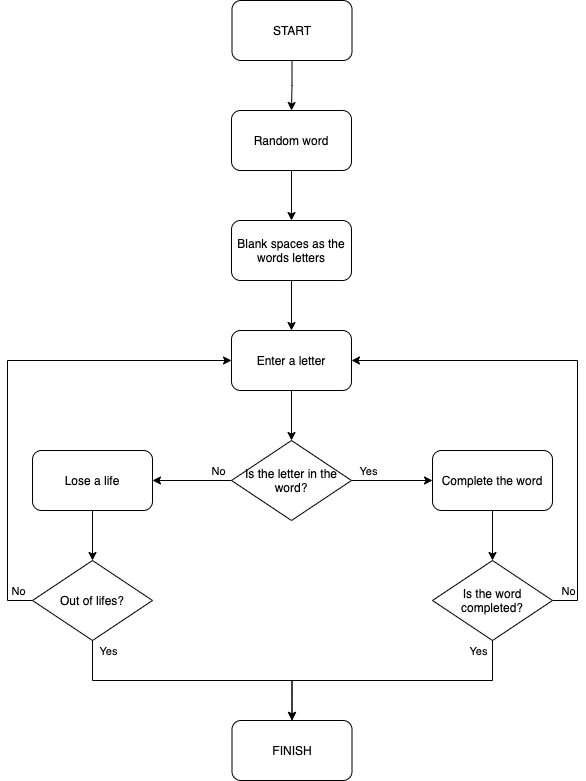 START
Random word
Blank spaces as the
words letters
Enter a letter
Lose a life
No
Is the letter in the
word?
Yes
Complete the word
No
Out of lifes?
Yes
Is the word
completed?
No
Yes
FINISH